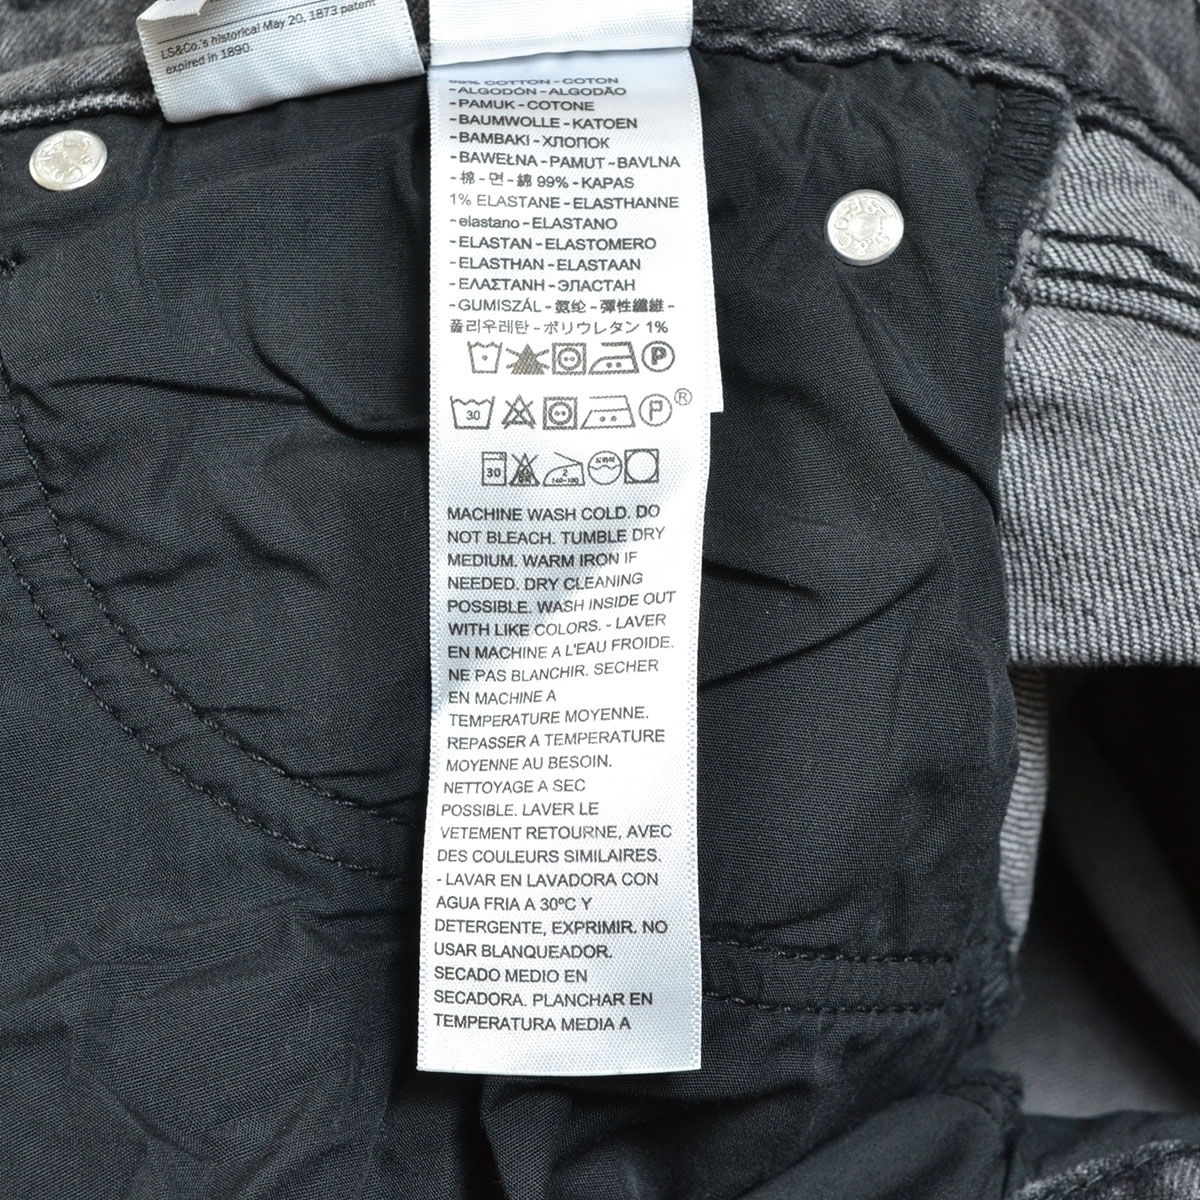 LS&Co.'s historical May 20, 1873 patent
expired in 1890.
99% COTTON - COTON
- ALGODÓN - ALGODÃO
- PAMUK - COTONE
- BAUMWOLLE - KATOEN
- BAMBAKI - ХЛОПОК
- BAWEŁNA - PAMUT - BAVLNA
- 棉 - 면 - 綿 99% - KAPAS
1% ELASTANE - ELASTHANNE
- elastano - ELASTANO
- ELASTAN - ELASTOMERO
- ELASTHAN - ELASTAAN
- ΕΛΑΣΤΑΝΗ - ЭЛАСТАН
- GUMISZÁL - 氨纶 - 彈性纖維 -
폴리우레탄 - ポリウレタン 1%
P
30 P ®
30 2 140-160
MACHINE WASH COLD. DO
NOT BLEACH. TUMBLE DRY
MEDIUM. WARM IRON IF
NEEDED. DRY CLEANING
POSSIBLE. WASH INSIDE OUT
WITH LIKE COLORS. - LAVER
EN MACHINE A L'EAU FROIDE.
NE PAS BLANCHIR. SECHER
EN MACHINE A
TEMPERATURE MOYENNE.
REPASSER A TEMPERATURE
MOYENNE AU BESOIN.
NETTOYAGE A SEC
POSSIBLE. LAVER LE
VETEMENT RETOURNE, AVEC
DES COULEURS SIMILAIRES.
- LAVAR EN LAVADORA CON
AGUA FRIA A 30ºC Y
DETERGENTE, EXPRIMIR. NO
USAR BLANQUEADOR.
SECADO MEDIO EN
SECADORA. PLANCHAR EN
TEMPERATURA MEDIA A